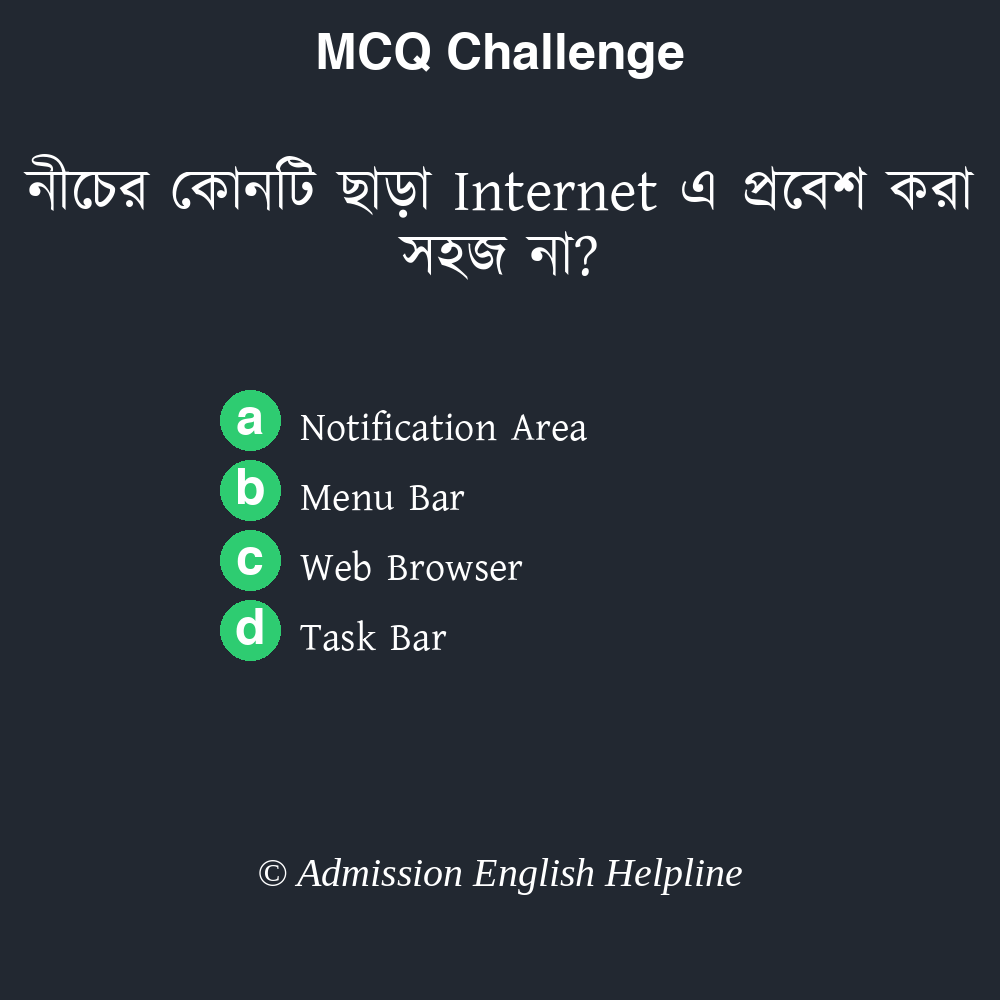 MCQ Challenge
নীচের কোনটি ছাড়া Internet এ প্রবেশ করা
সহজ না?
a Notification Area
b Menu Bar
c Web Browser
d Task Bar
© Admission English Helpline